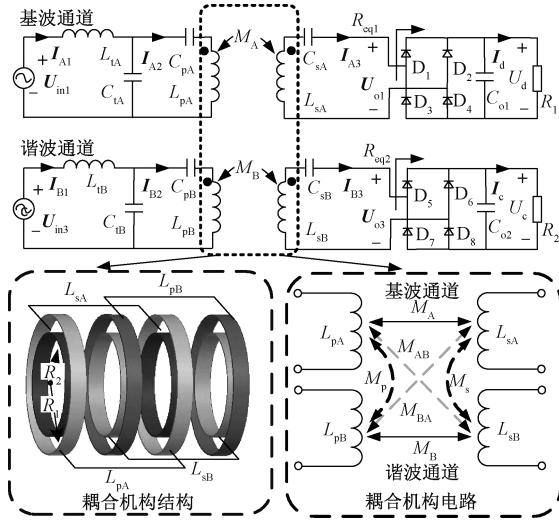 基波通道
I_A1 L_tA I_A2 C_pA M_A C_sA I_A3 R_eq1
+ U_in1 − C_tA L_pA L_sA + U_o1 − D_1 D_2 D_3 D_4 C_o1 I_d + U_d − R_1
谐波通道
I_B1 L_tB I_B2 C_pB M_B C_sB I_B3 R_eq2
+ U_in3 − C_tB L_pB L_sB + U_o3 − D_5 D_6 D_7 D_8 C_o2 I_c + U_c − R_2
L_sA L_pB
R_2
R_1
L_pA L_sB
耦合机构结构
基波通道
M_A
L_pA M_AB L_sA
M_p M_s
L_pB M_BA L_sB
M_B
谐波通道
耦合机构电路